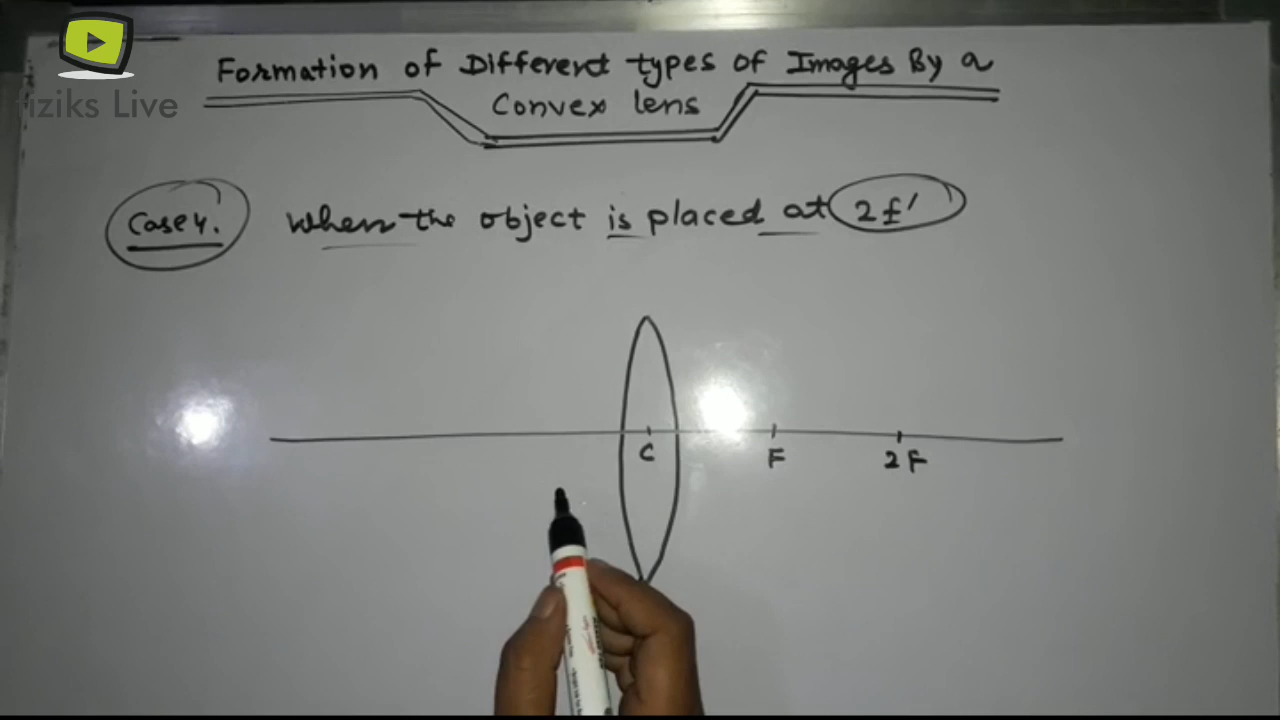 Fiziks Live
Formation of Different types of Images By a
Convex lens
Case 4. when the object is placed at 2f'
C
F
2F